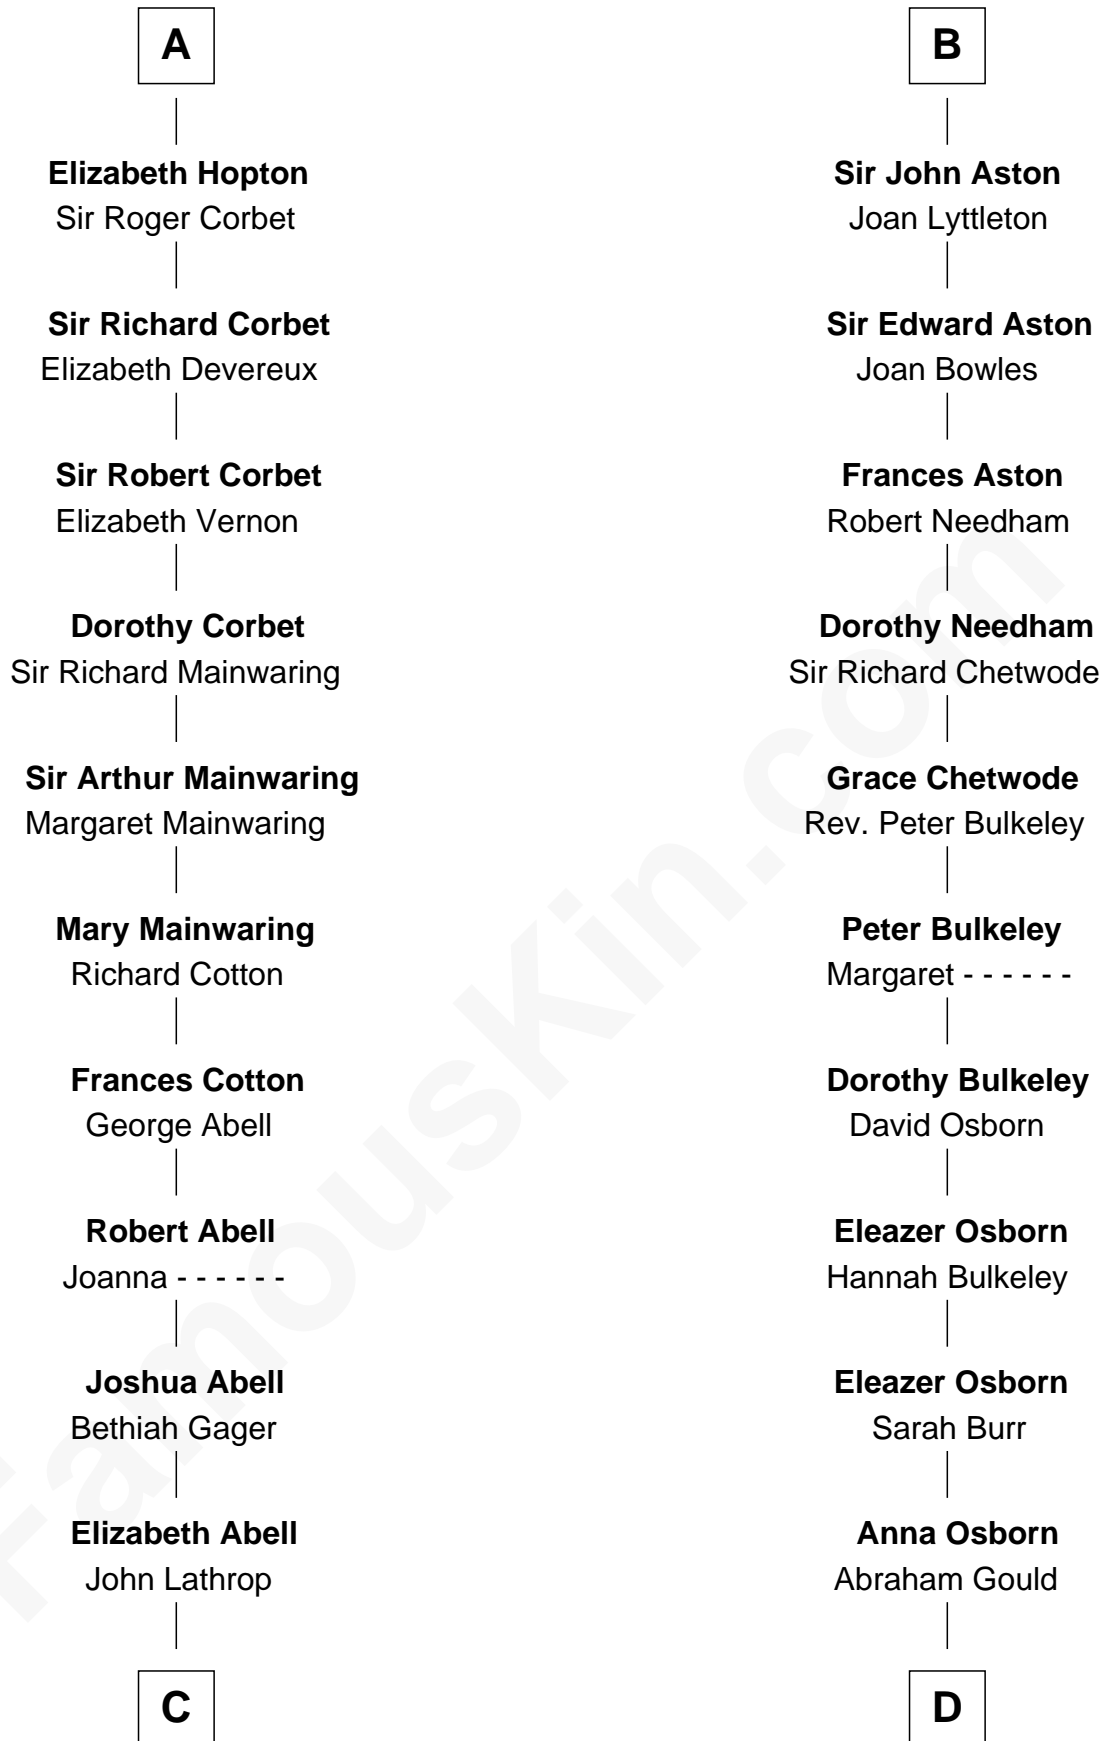 A
Elizabeth Hopton
Sir Roger Corbet
Sir Richard Corbet
Elizabeth Devereux
Sir Robert Corbet
Elizabeth Vernon
Dorothy Corbet
Sir Richard Mainwaring
Sir Arthur Mainwaring
Margaret Mainwaring
Mary Mainwaring
Richard Cotton
Frances Cotton
George Abell
Robert Abell
Joanna - - - - - -
Joshua Abell
Bethiah Gager
Elizabeth Abell
John Lathrop
C
B
Sir John Aston
Joan Lyttleton
Sir Edward Aston
Joan Bowles
Frances Aston
Robert Needham
Dorothy Needham
Sir Richard Chetwode
Grace Chetwode
Rev. Peter Bulkeley
Peter Bulkeley
Margaret - - - - - -
Dorothy Bulkeley
David Osborn
Eleazer Osborn
Hannah Bulkeley
Eleazer Osborn
Sarah Burr
Anna Osborn
Abraham Gould
D
FamousKin.com